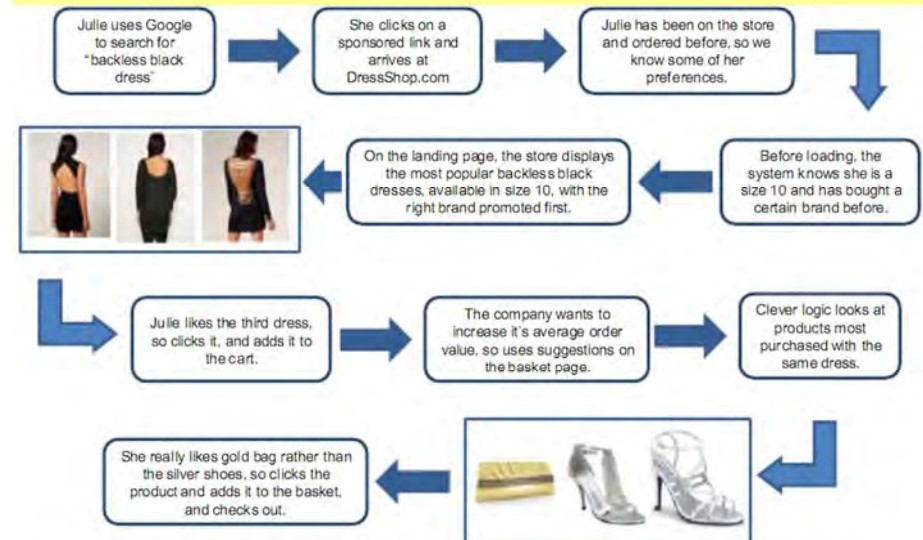 Julie uses Google
to search for
"backless black
dress"
She clicks on a
sponsored link and
arrives at
DressShop.com
Julie has been on the store
and ordered before, so we
know some of her
preferences.
Before loading, the
system knows she is a
size 10 and has bought a
certain brand before.
On the landing page, the store displays
the most popular backless black
dresses, available in size 10, with the
right brand promoted first.
Julie likes the third dress,
so clicks it, and adds it to
the cart.
The company wants to
increase it's average order
value, so uses suggestions on
the basket page.
Clever logic looks at
products most
purchased with the
same dress.
She really likes gold bag rather than
the silver shoes, so clicks the
product and adds it to the basket,
and checks out.